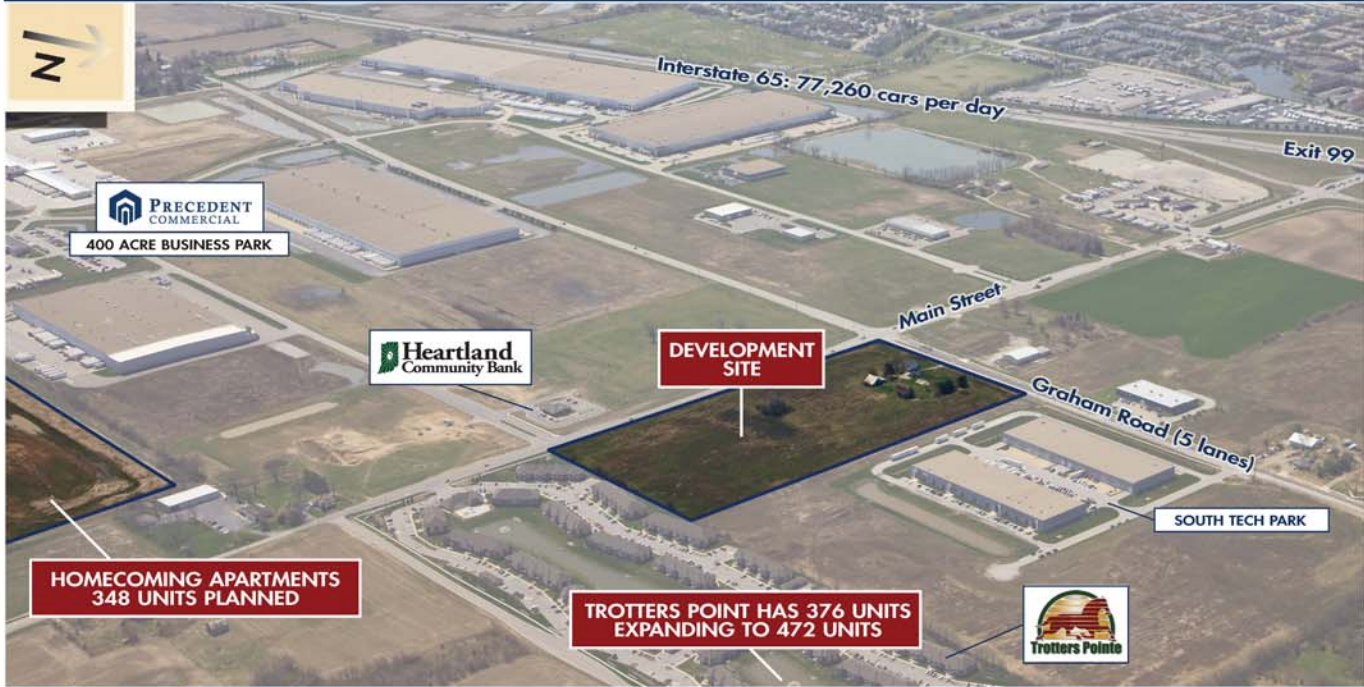 N
Interstate 65: 77,260 cars per day
Exit 99
PRECEDENT
COMMERCIAL
400 ACRE BUSINESS PARK
Main Street
Heartland
Community Bank
DEVELOPMENT
SITE
Graham Road (5 lanes)
SOUTH TECH PARK
HOMECOMING APARTMENTS
348 UNITS PLANNED
TROTTERS POINT HAS 376 UNITS
EXPANDING TO 472 UNITS
Trotters Pointe